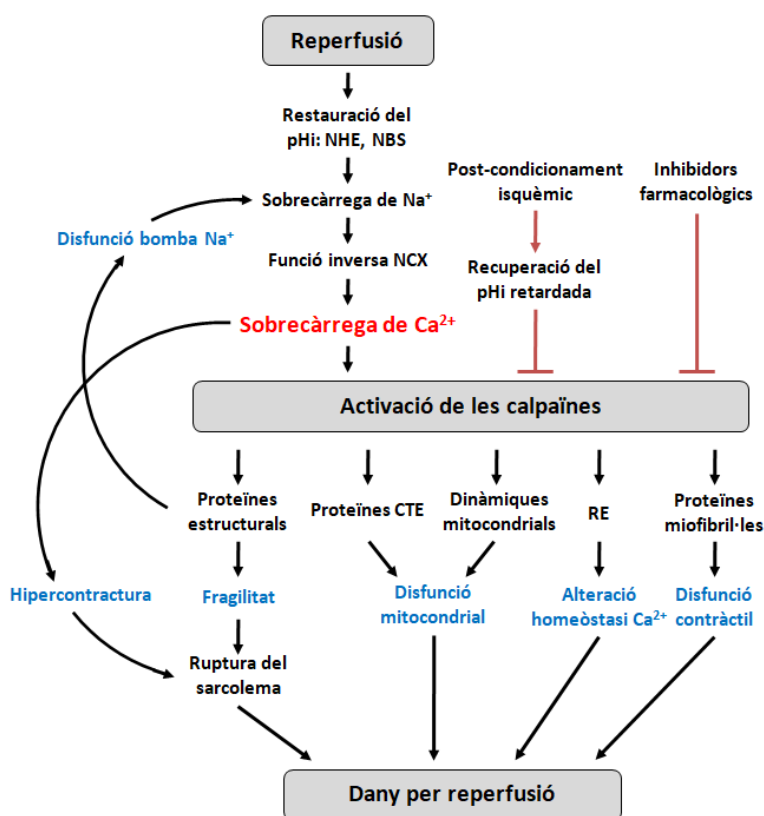 Reperfusió
Restauració del
pHi: NHE, NBS
Post-condicionament
isquèmic
Inhibidors
farmacològics
Sobrecàrrega de Na⁺
Disfunció bomba Na⁺
Funció inversa NCX
Recuperació del
pHi retardada
Sobrecàrrega de Ca²⁺
Activació de les calpaïnes
Proteïnes
estructurals
Proteïnes CTE
Dinàmiques
mitocondrials
RE
Proteïnes
miofibril·les
Hipercontractura
Fragilitat
Disfunció
mitocondrial
Alteració
homeòstasi Ca²⁺
Disfunció
contràctil
Ruptura del
sarcolema
Dany per reperfusió